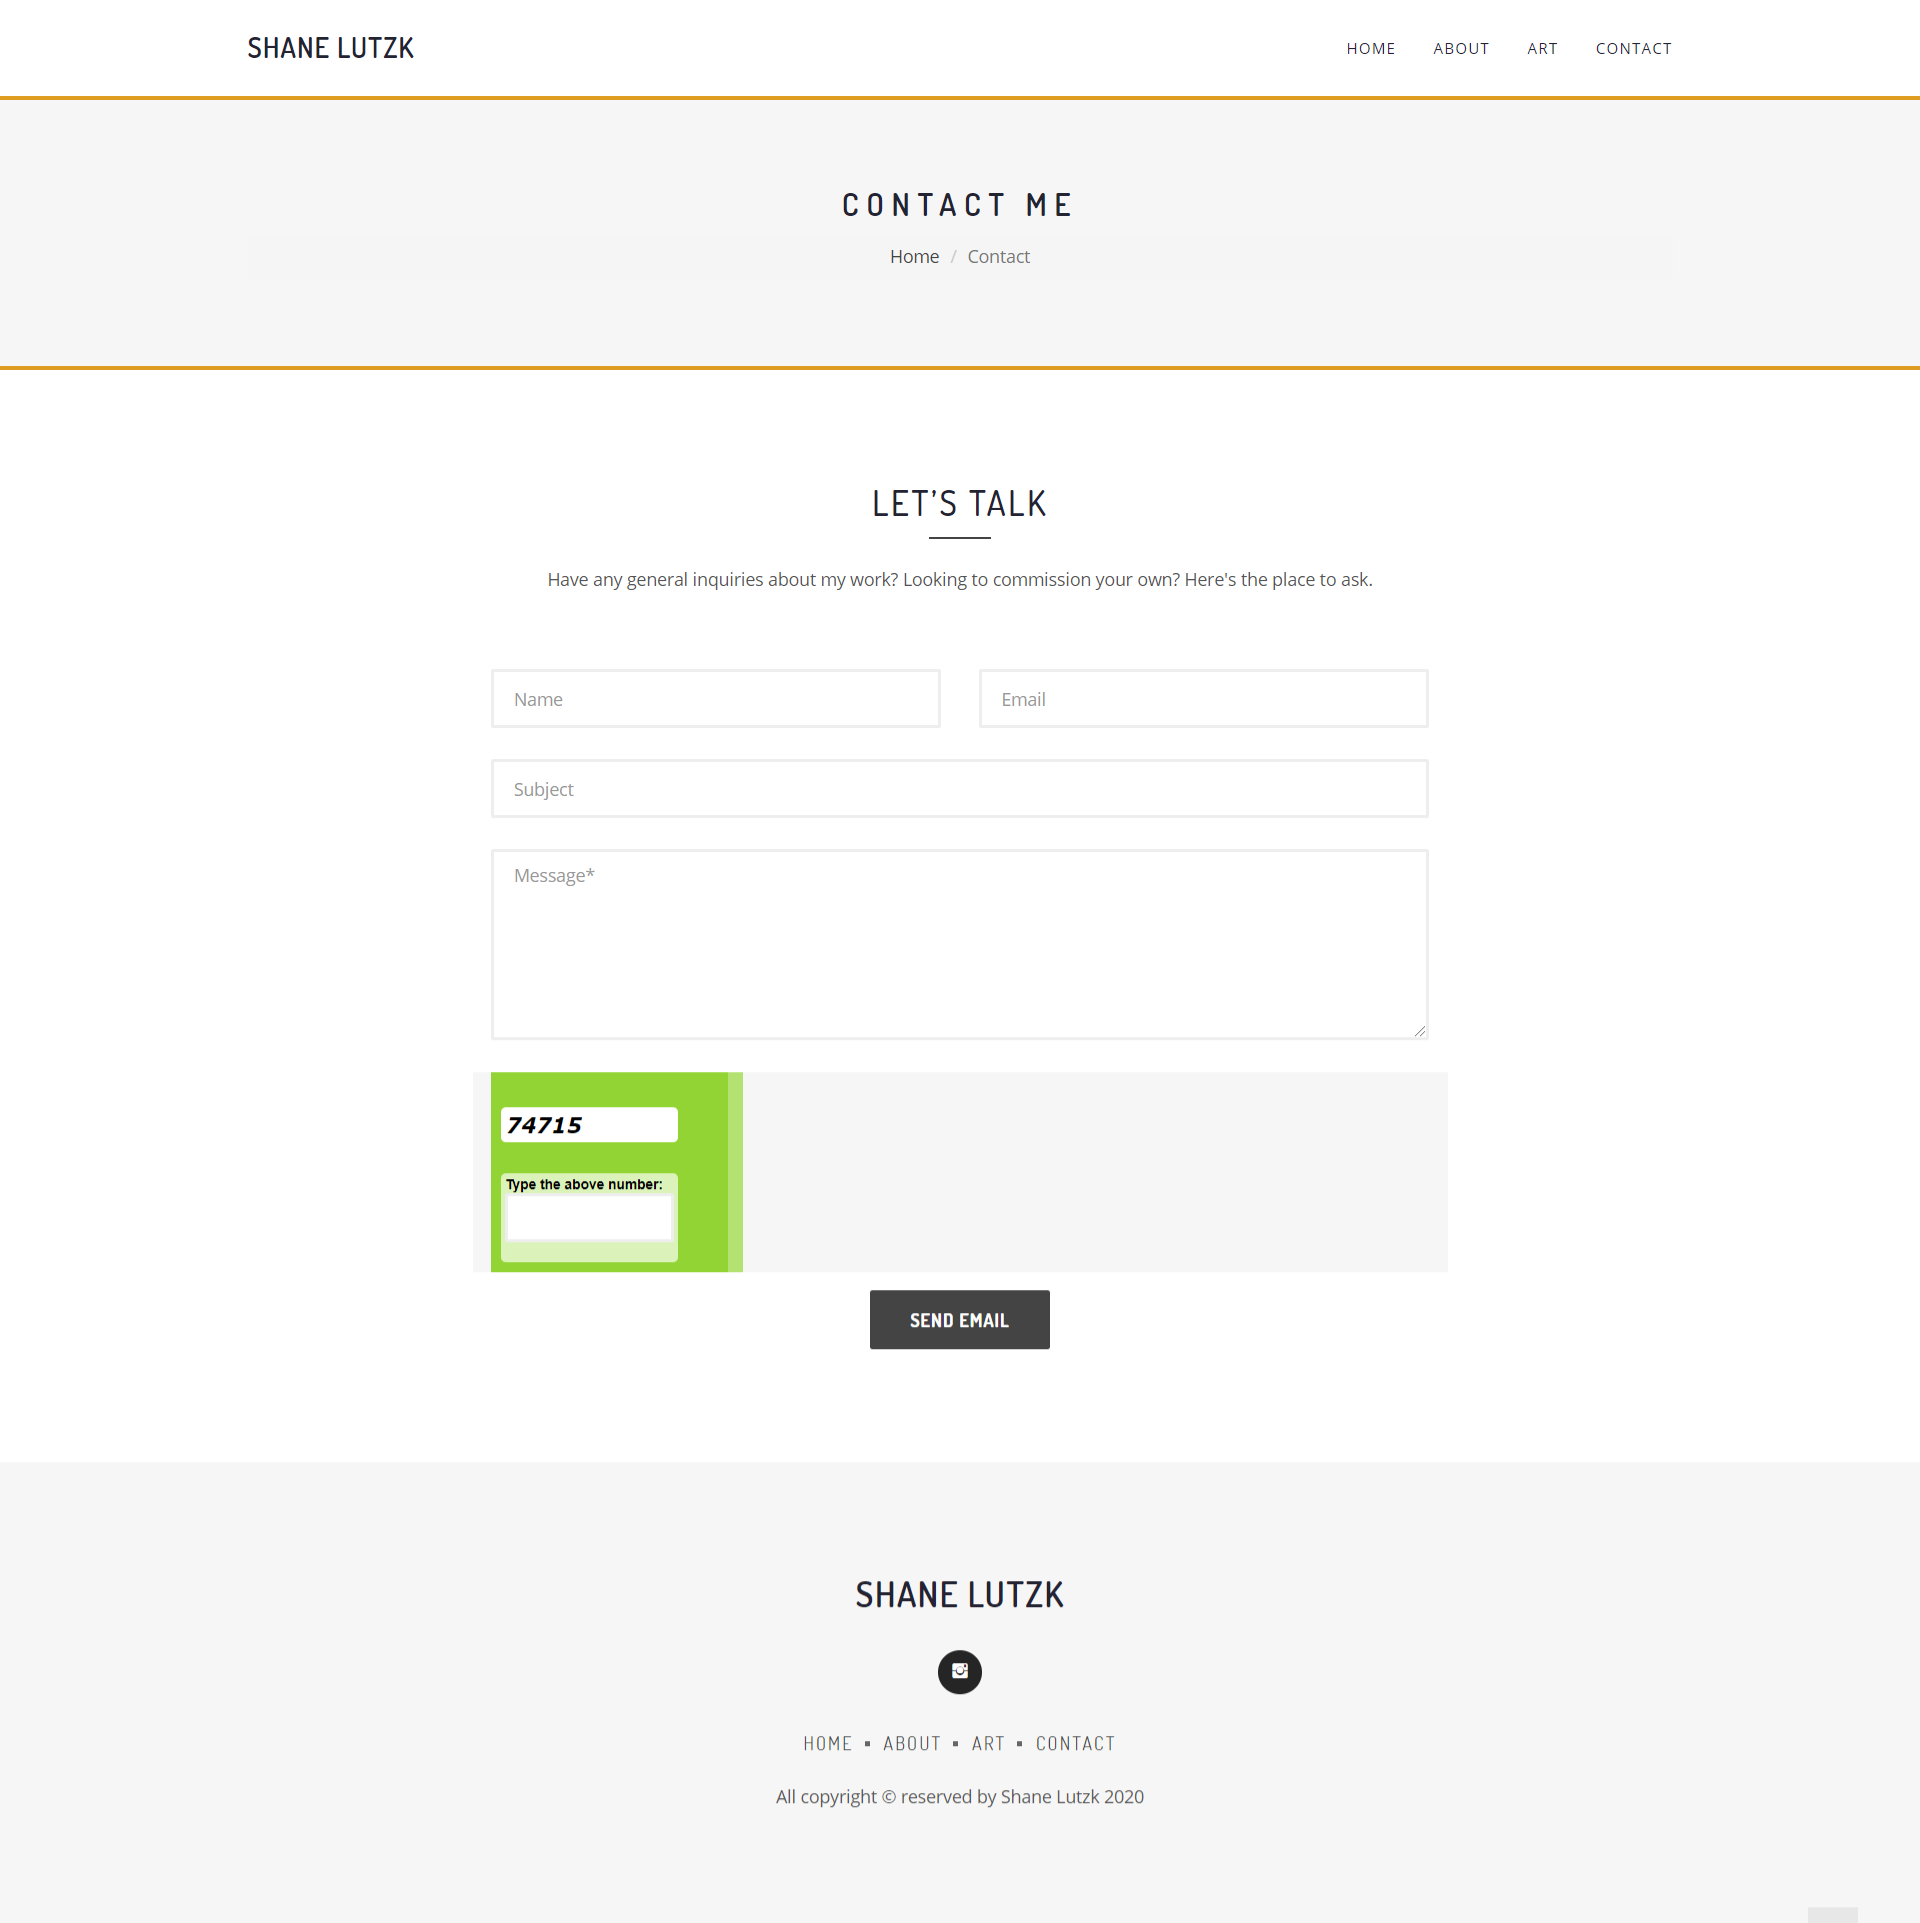 SHANE LUTZK
HOME ABOUT ART CONTACT
CONTACT ME
Home / Contact
LET’S TALK
Have any general inquiries about my work? Looking to commission your own? Here's the place to ask.
Name Email
Subject
Message*
74715
Type the above number:
SEND EMAIL
SHANE LUTZK
HOME ▪ ABOUT ▪ ART ▪ CONTACT
All copyright © reserved by Shane Lutzk 2020